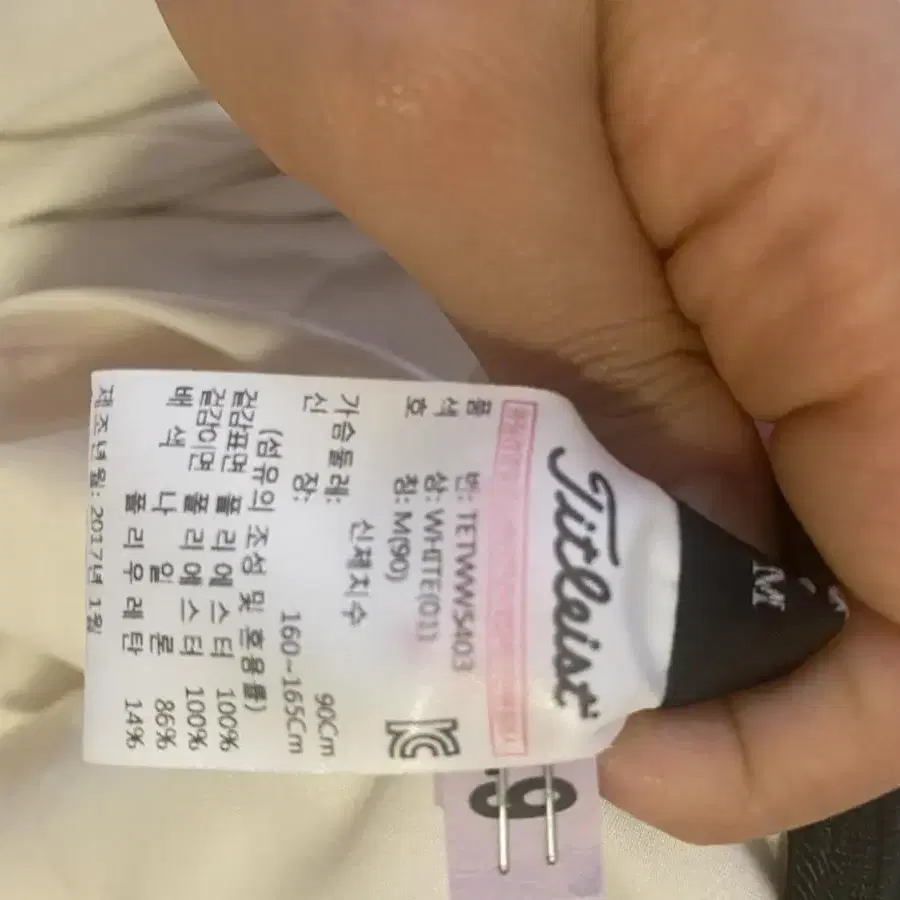 M
Titleist
품 번: TETWW5403
색 상: WHITE(011
호 칭: M(90)
신체지수
가슴둘레: 90Cm
신 장: 160~165Cm
(섬유의 조성 및 혼용률)
겉감표면 폴리에스터 100%
겉감이면 폴리에스터 100%
배 색 나 일 론 86%
폴리우레탄 14%
제조년월: 2017년 1월